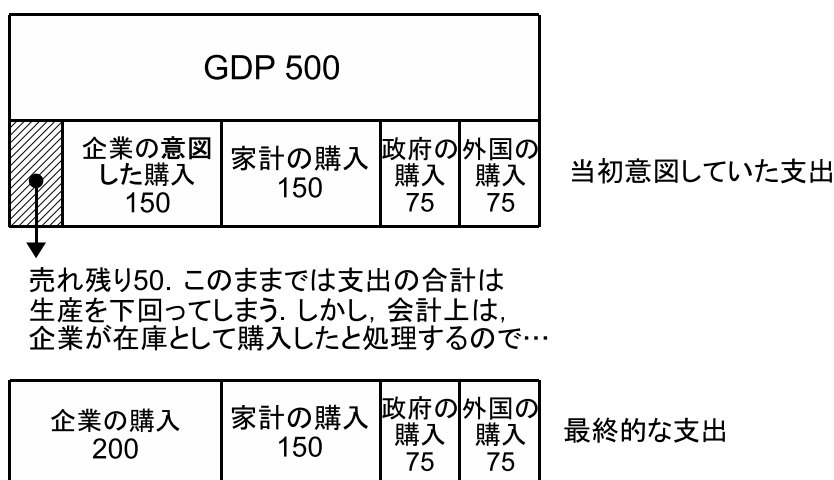 GDP 500
企業の意図
した購入
150
家計の購入
150
政府の
購入
75
外国の
購入
75
当初意図していた支出
売れ残り50. このままでは支出の合計は
生産を下回ってしまう. しかし, 会計上は,
企業が在庫として購入したと処理するので…
企業の購入
200
家計の購入
150
政府の
購入
75
外国の
購入
75
最終的な支出